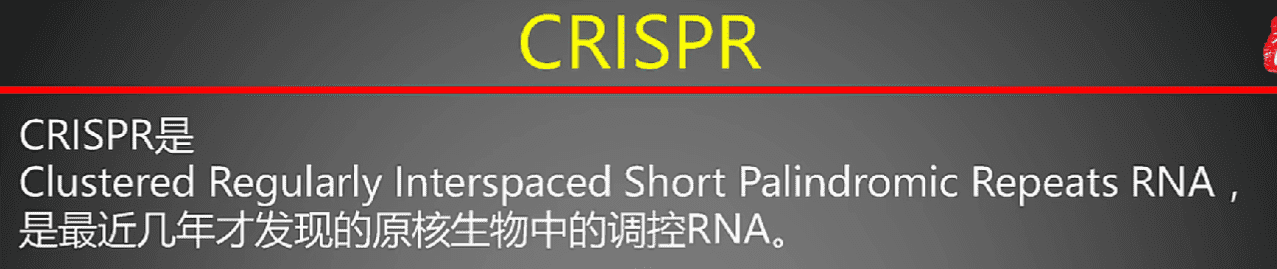 CRISPR
CRISPR是
Clustered Regularly Interspaced Short Palindromic Repeats RNA，
是最近几年才发现的原核生物中的调控RNA。